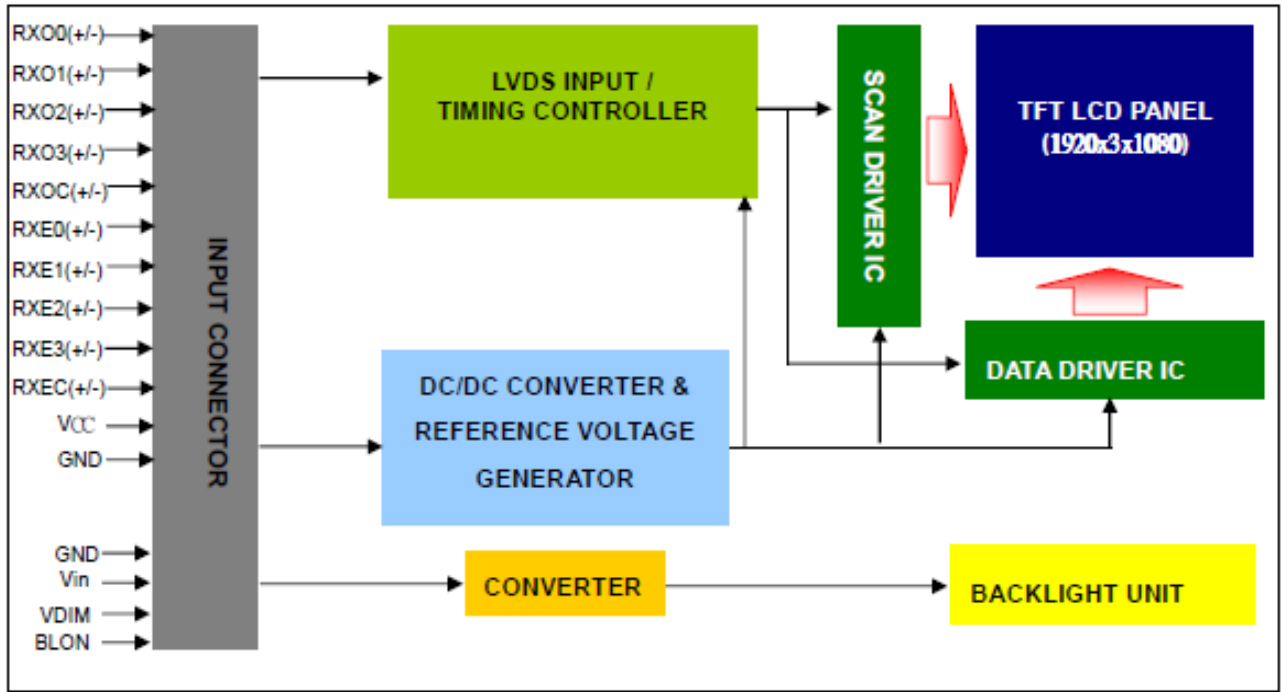 RXO0(+/-)
RXO1(+/-)
RXO2(+/-)
RXO3(+/-)
RXOC(+/-)
RXE0(+/-)
RXE1(+/-)
RXE2(+/-)
RXE3(+/-)
RXEC(+/-)
VCC
GND
GND
Vin
VDIM
BLON
INPUT CONNECTOR
LVDS INPUT /
TIMING CONTROLLER
DC/DC CONVERTER &
REFERENCE VOLTAGE
GENERATOR
CONVERTER
SCAN DRIVER IC
TFT LCD PANEL
(1920x3x1080)
DATA DRIVER IC
BACKLIGHT UNIT